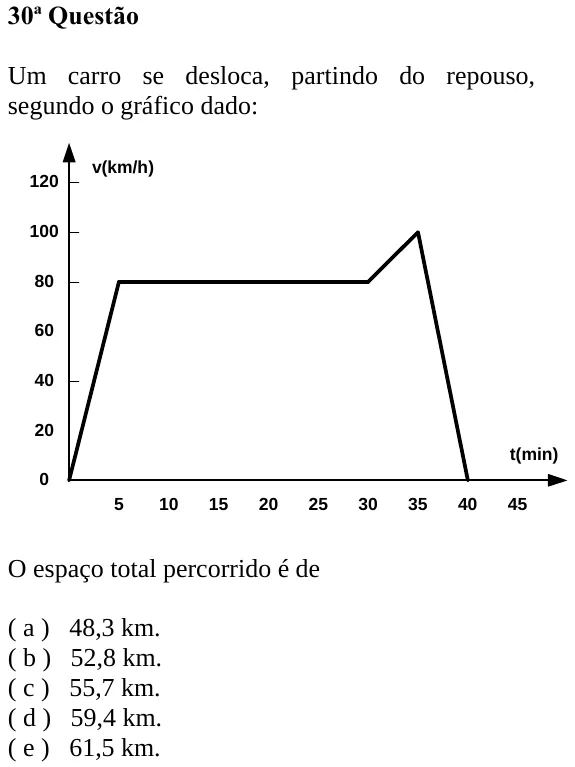 30ª Questão
Um carro se desloca, partindo do repouso,
segundo o gráfico dado:
v(km/h)
120
100
80
60
40
20
0
t(min)
5 10 15 20 25 30 35 40 45
O espaço total percorrido é de
( a ) 48,3 km.
( b ) 52,8 km.
( c ) 55,7 km.
( d ) 59,4 km.
( e ) 61,5 km.